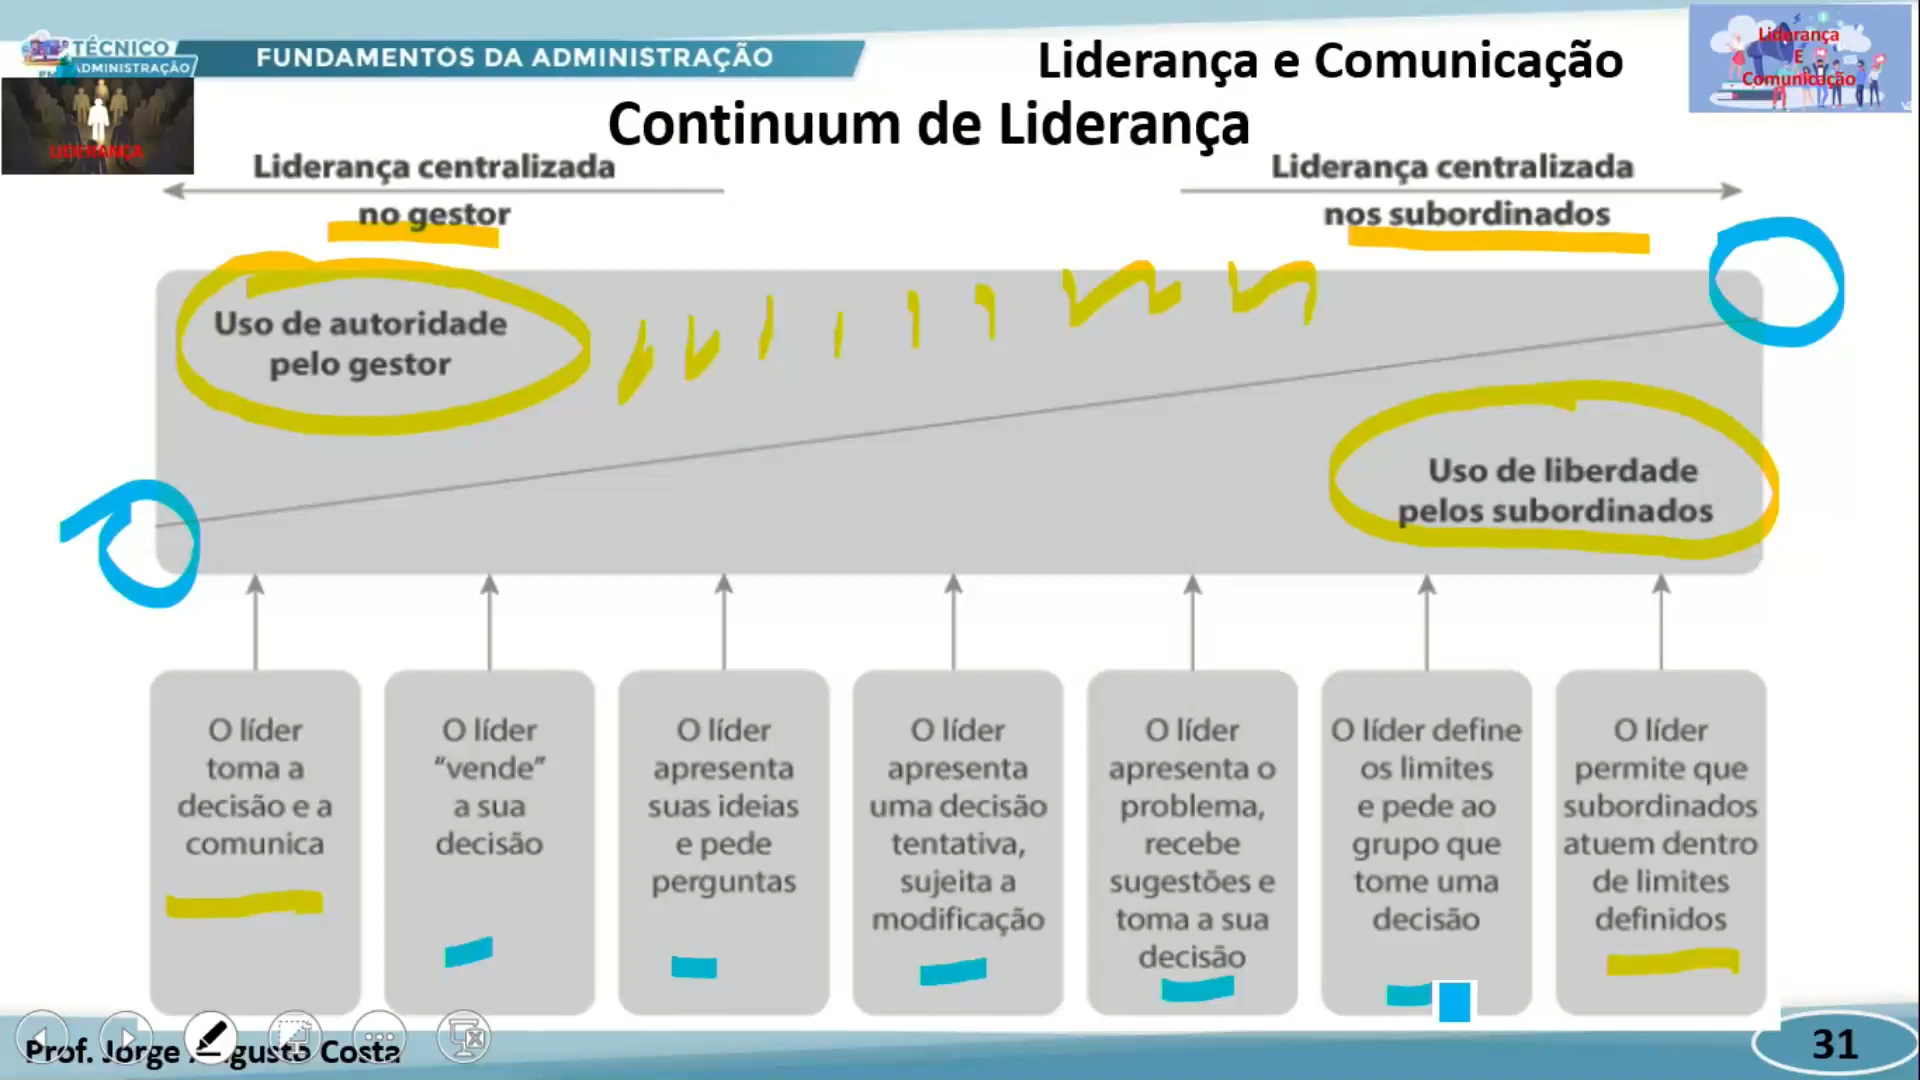 TÉCNICO
ADMINISTRAÇÃO
FUNDAMENTOS DA ADMINISTRAÇÃO
Liderança e Comunicação
Liderança
E
Comunicação
LIDERANÇA
Continuum de Liderança
Liderança centralizada
no gestor
Liderança centralizada
nos subordinados
Uso de autoridade
pelo gestor
Uso de liberdade
pelos subordinados
O líder
toma a
decisão e a
comunica
O líder
“vende”
a sua
decisão
O líder
apresenta
suas ideias
e pede
perguntas
O líder
apresenta
uma decisão
tentativa,
sujeita a
modificação
O líder
apresenta o
problema,
recebe
sugestões e
toma a sua
decisão
O líder define
os limites
e pede ao
grupo que
tome uma
decisão
O líder
permite que
subordinados
atuem dentro
de limites
definidos
Prof. Jorge Augusto Costa
31